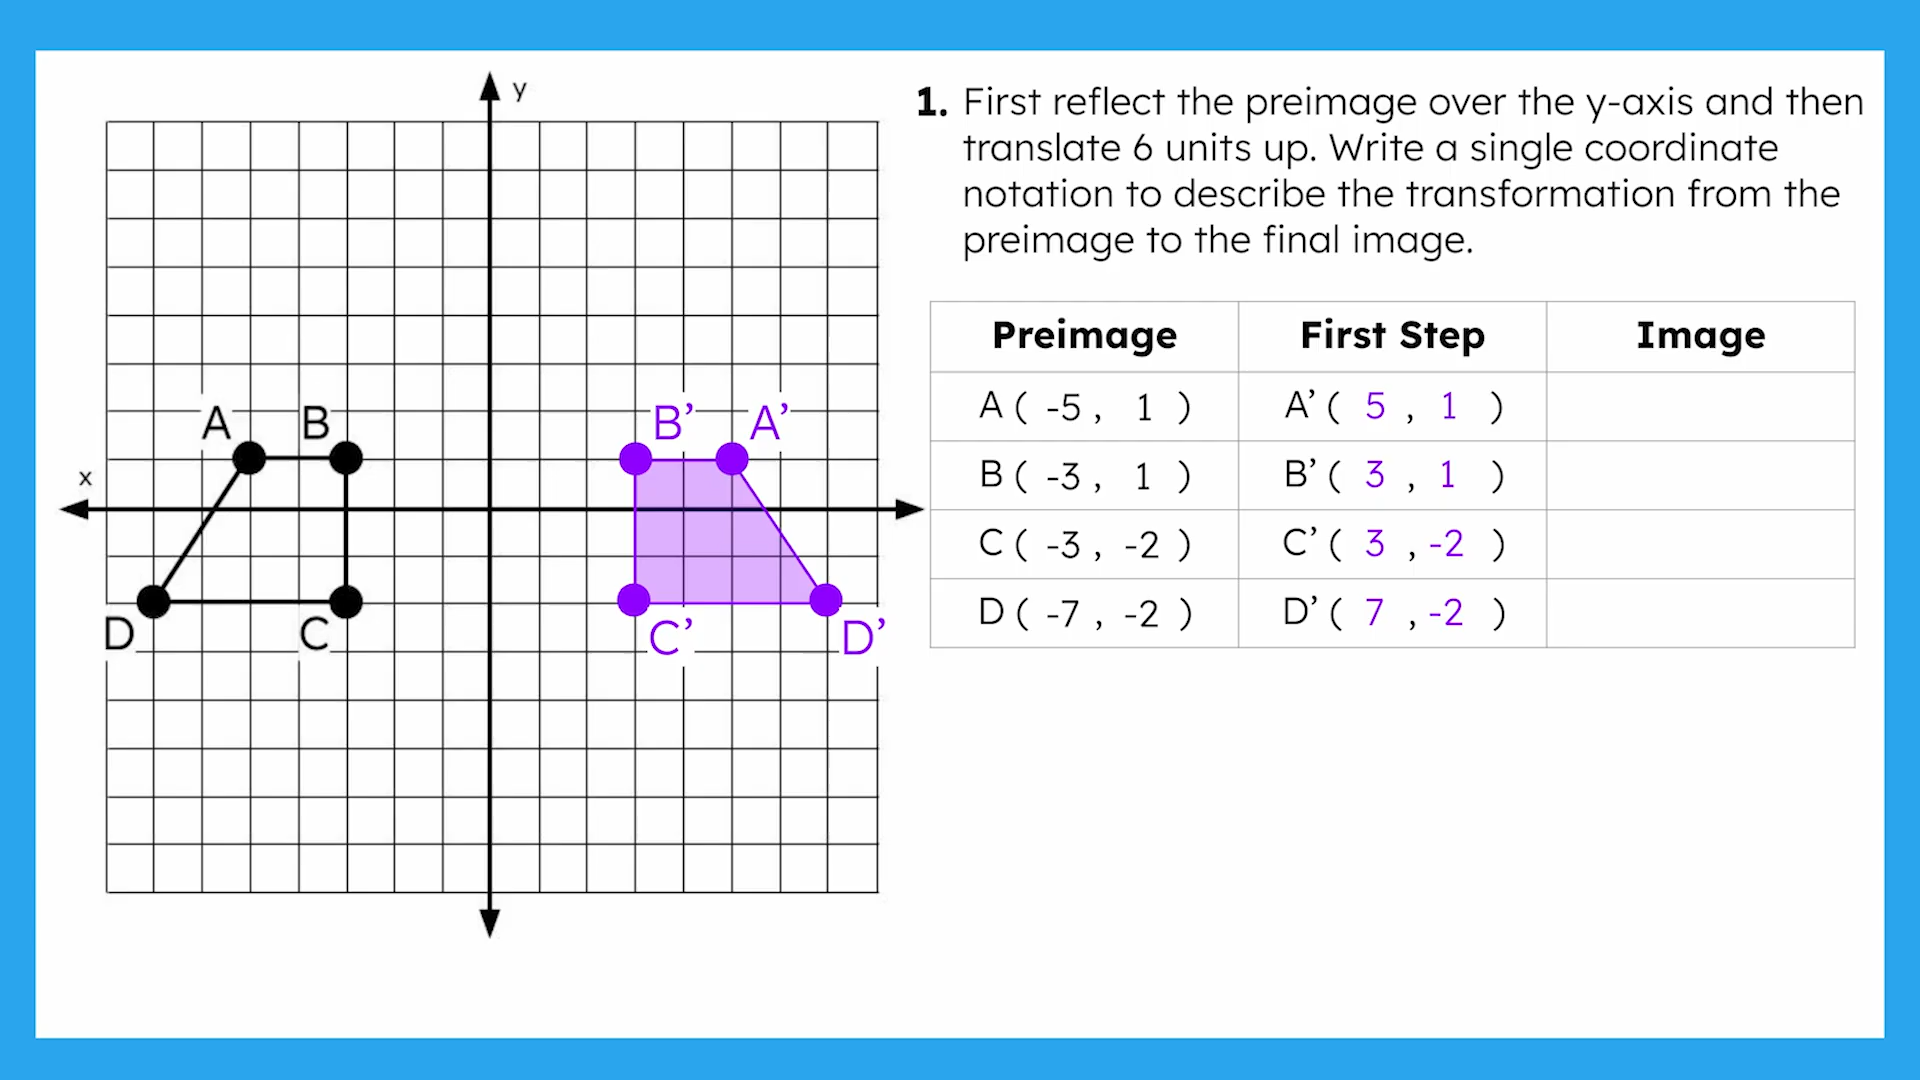 y
x
A
B
C
D
B’
A’
C’
D’
1. First reflect the preimage over the y-axis and then
translate 6 units up. Write a single coordinate
notation to describe the transformation from the
preimage to the final image.
Preimage First Step Image
A ( -5 , 1 ) A’ ( 5 , 1 )
B ( -3 , 1 ) B’ ( 3 , 1 )
C ( -3 , -2 ) C’ ( 3 , -2 )
D ( -7 , -2 ) D’ ( 7 , -2 )